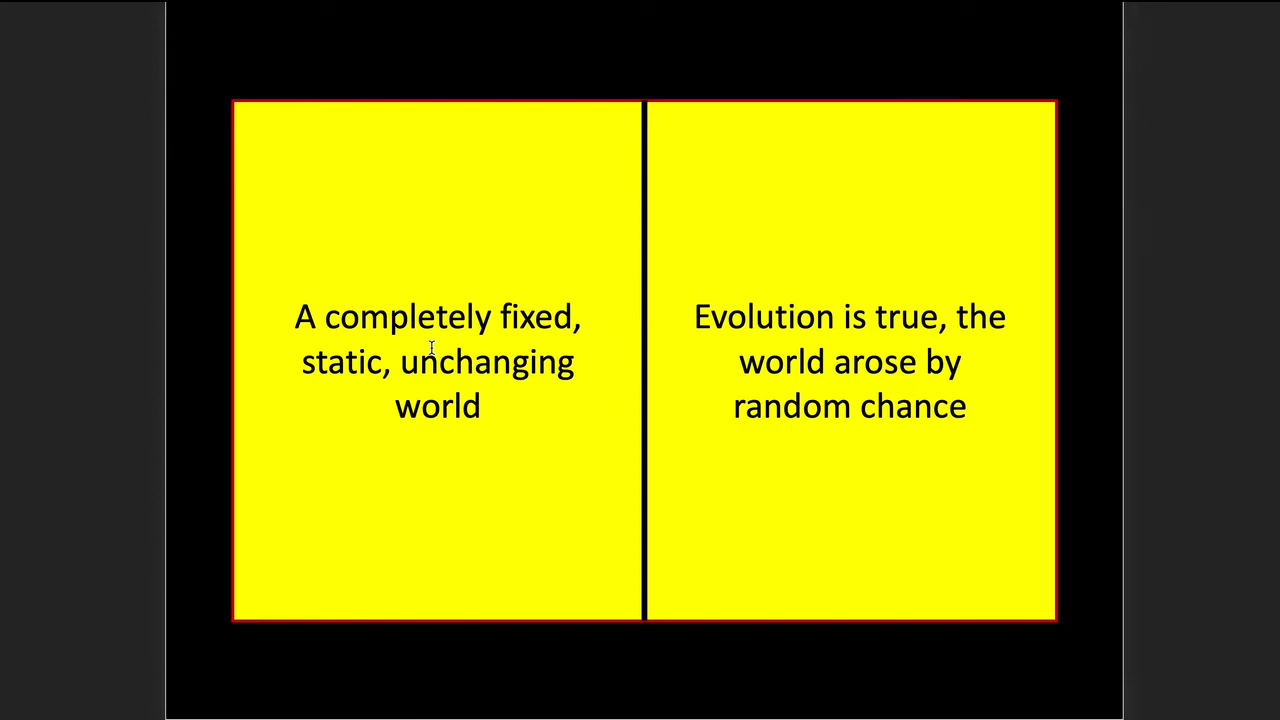 A completely fixed,
static, unchanging
world
Evolution is true, the
world arose by
random chance